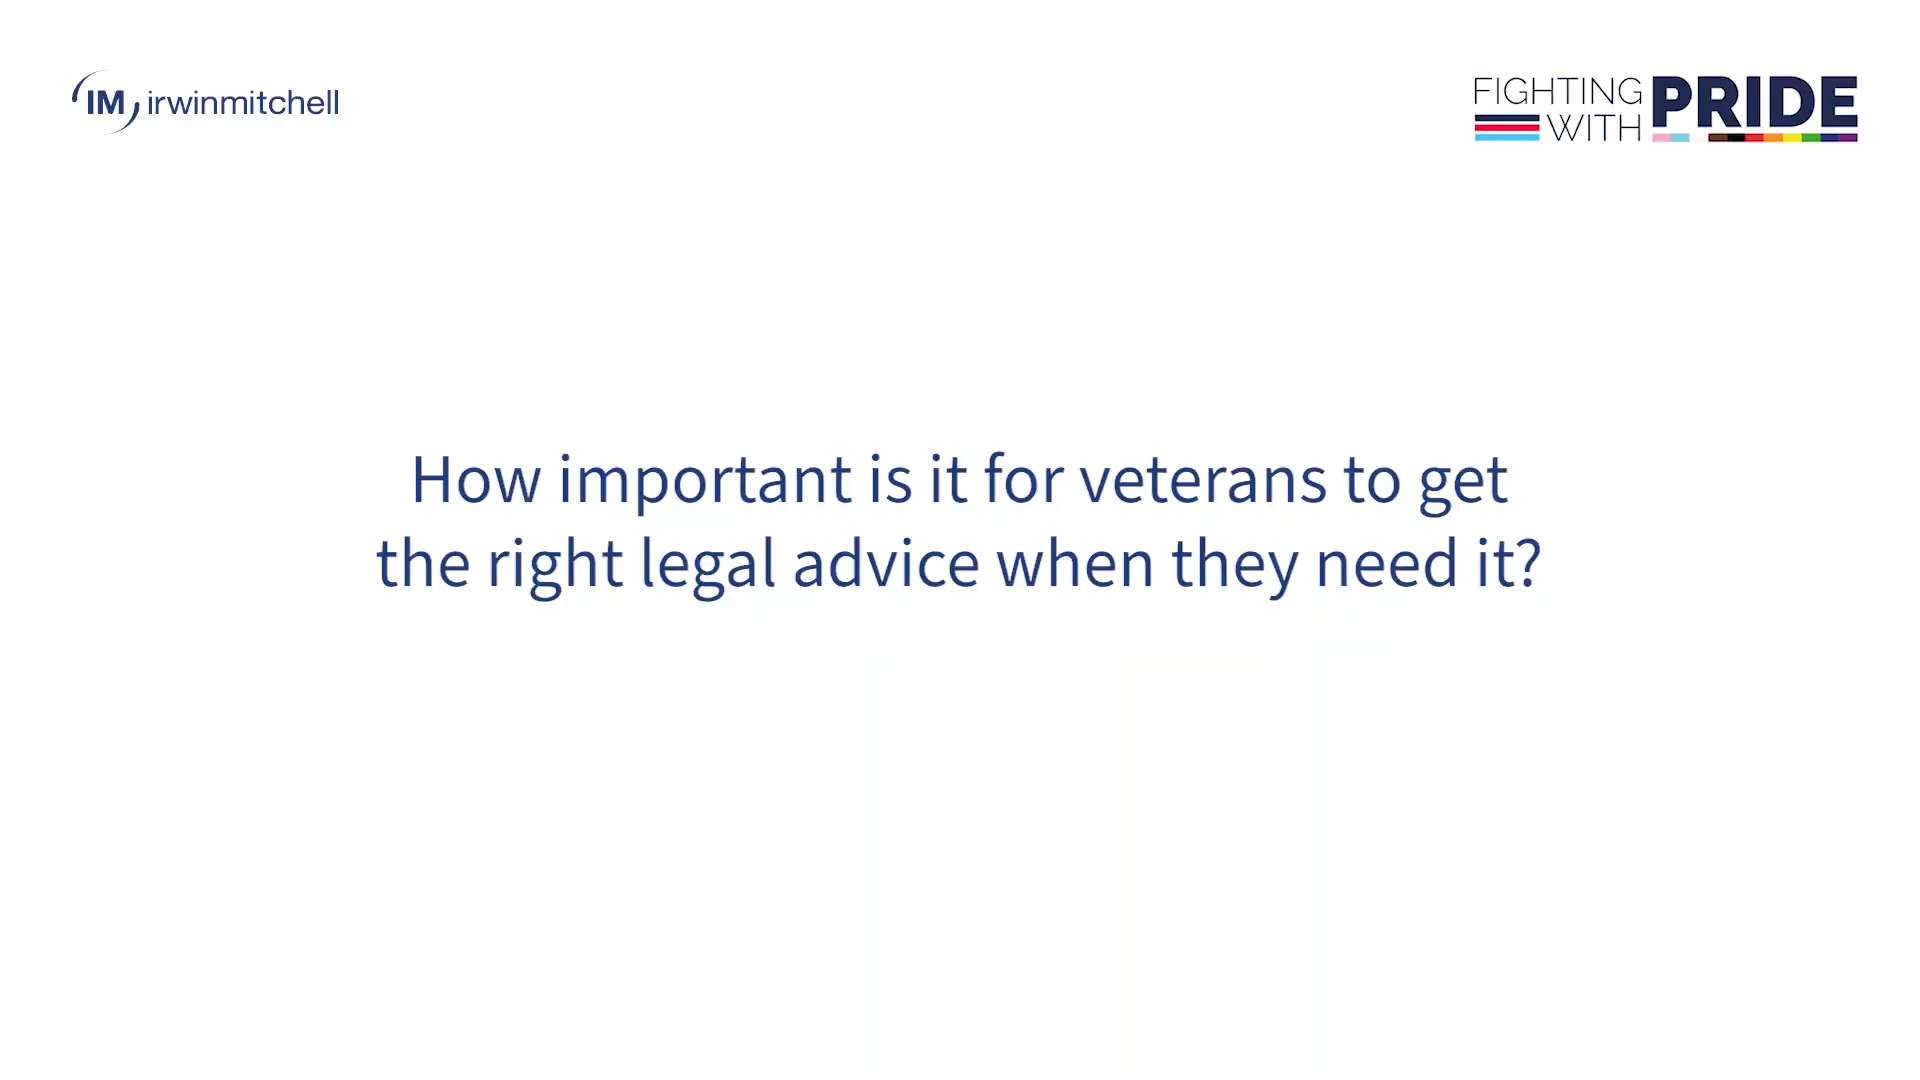 IM irwinmitchell
FIGHTING
WITH
PRIDE
How important is it for veterans to get
the right legal advice when they need it?